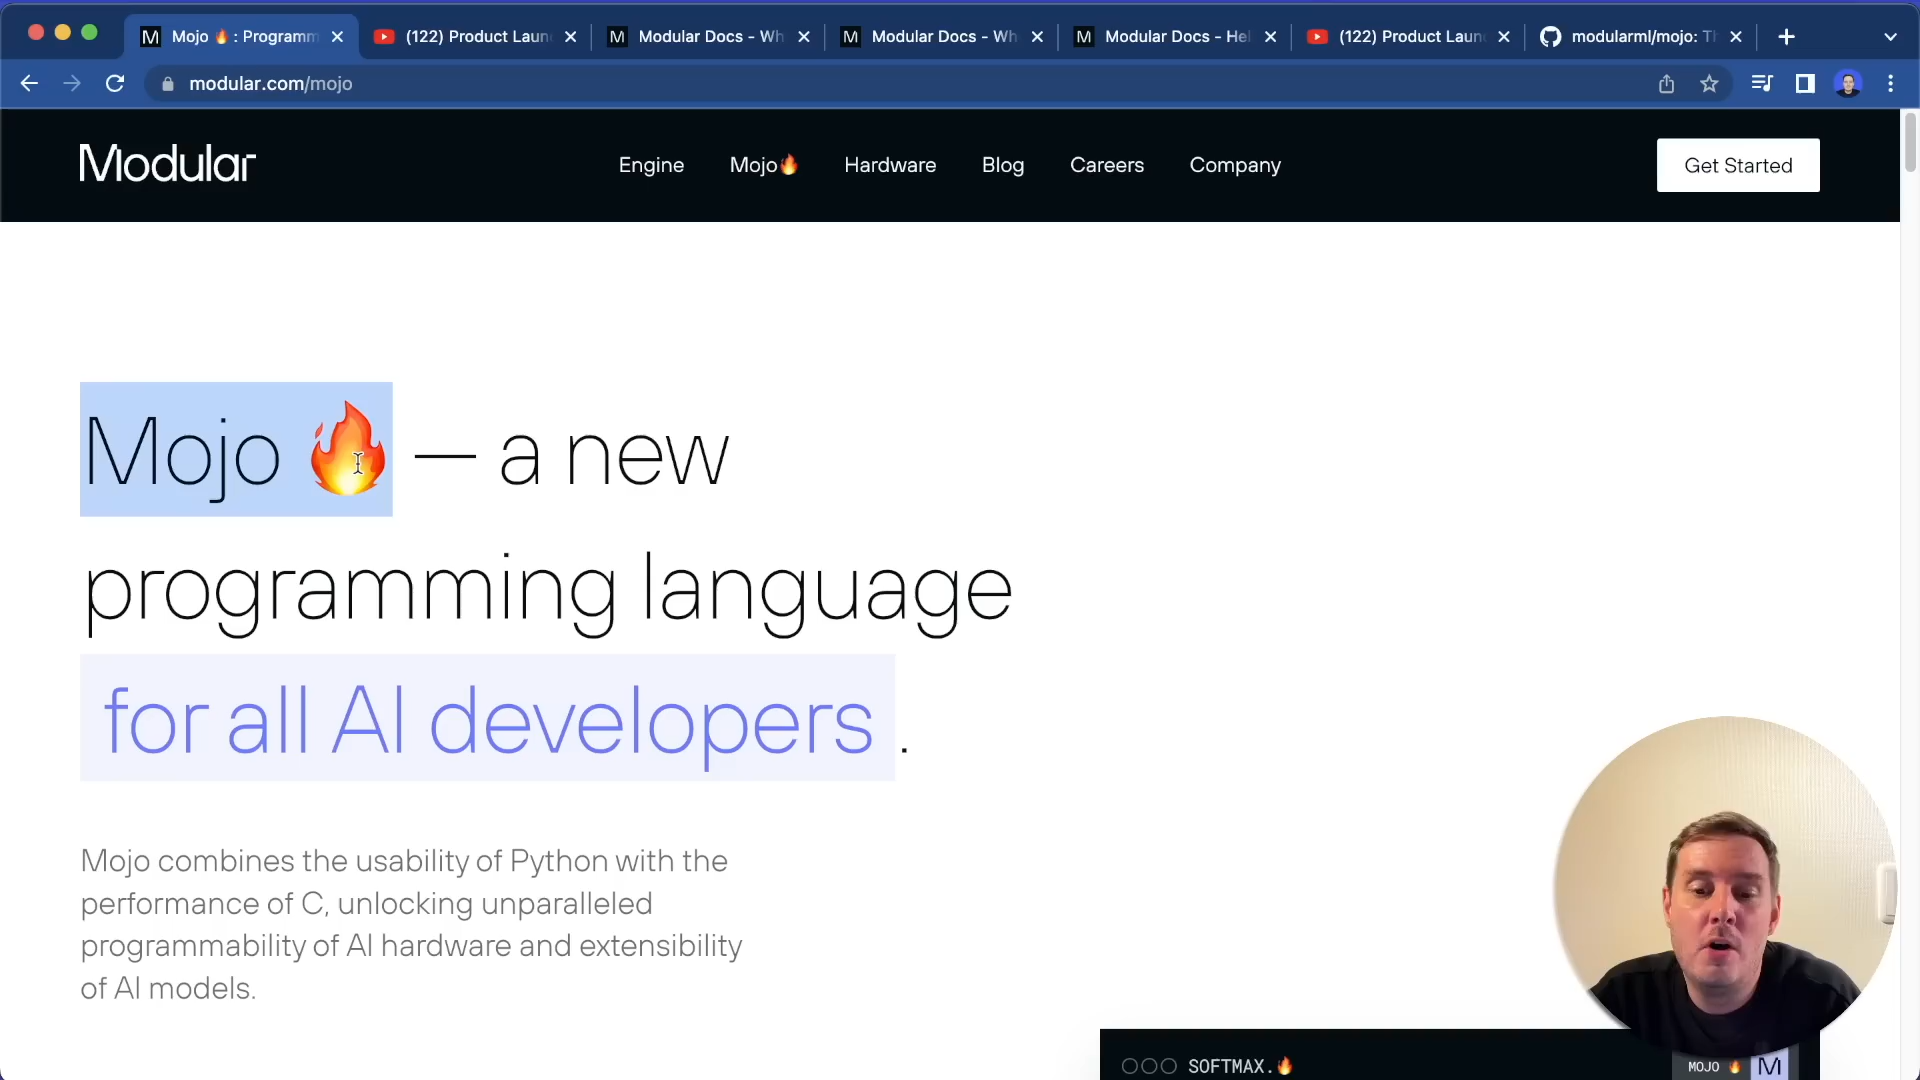 Mojo 🔥 : Programm
(122) Product Laun
Modular Docs - Wh
Modular Docs - Wh
Modular Docs - Hel
(122) Product Laun
modularml/mojo: Th
modular.com/mojo
Modular
Engine
Mojo🔥
Hardware
Blog
Careers
Company
Get Started
Mojo 🔥 — a new
programming language
for all AI developers .
Mojo combines the usability of Python with the
performance of C, unlocking unparalleled
programmability of AI hardware and extensibility
of AI models.
SOFTMAX.🔥
MOJO 🔥